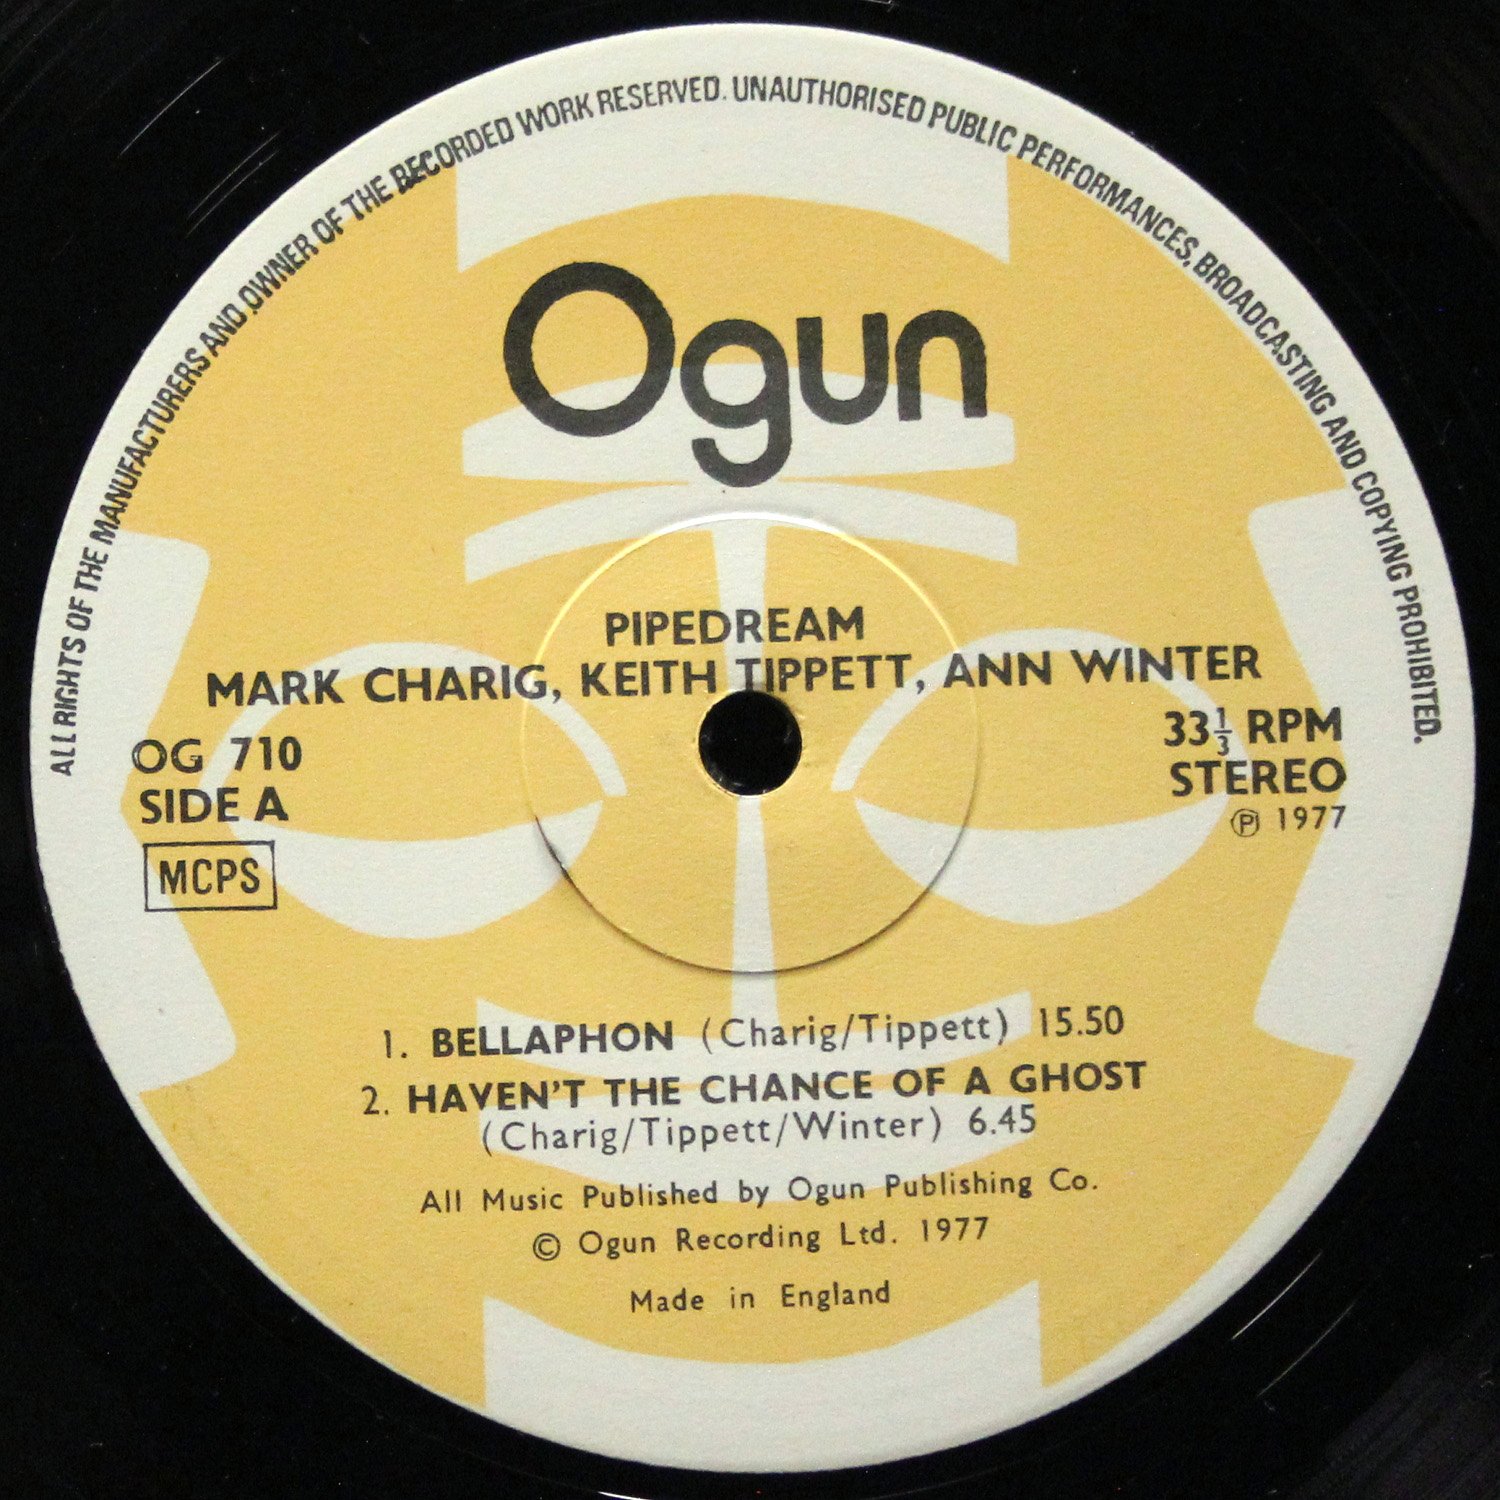 ALL RIGHTS OF THE MANUFACTURERS AND OWNER OF THE RECORDED WORK RESERVED. UNAUTHORISED PUBLIC PERFORMANCES, BROADCASTING AND COPYING PROHIBITED.
Ogun
PIPEDREAM
MARK CHARIG, KEITH TIPPETT, ANN WINTER
OG 710
SIDE A
MCPS
33⅓ RPM
STEREO
Ⓟ 1977
1. BELLAPHON (Charig/Tippett) 15.50
2. HAVEN'T THE CHANCE OF A GHOST
(Charig/Tippett/Winter) 6.45
All Music Published by Ogun Publishing Co.
© Ogun Recording Ltd. 1977
Made in England